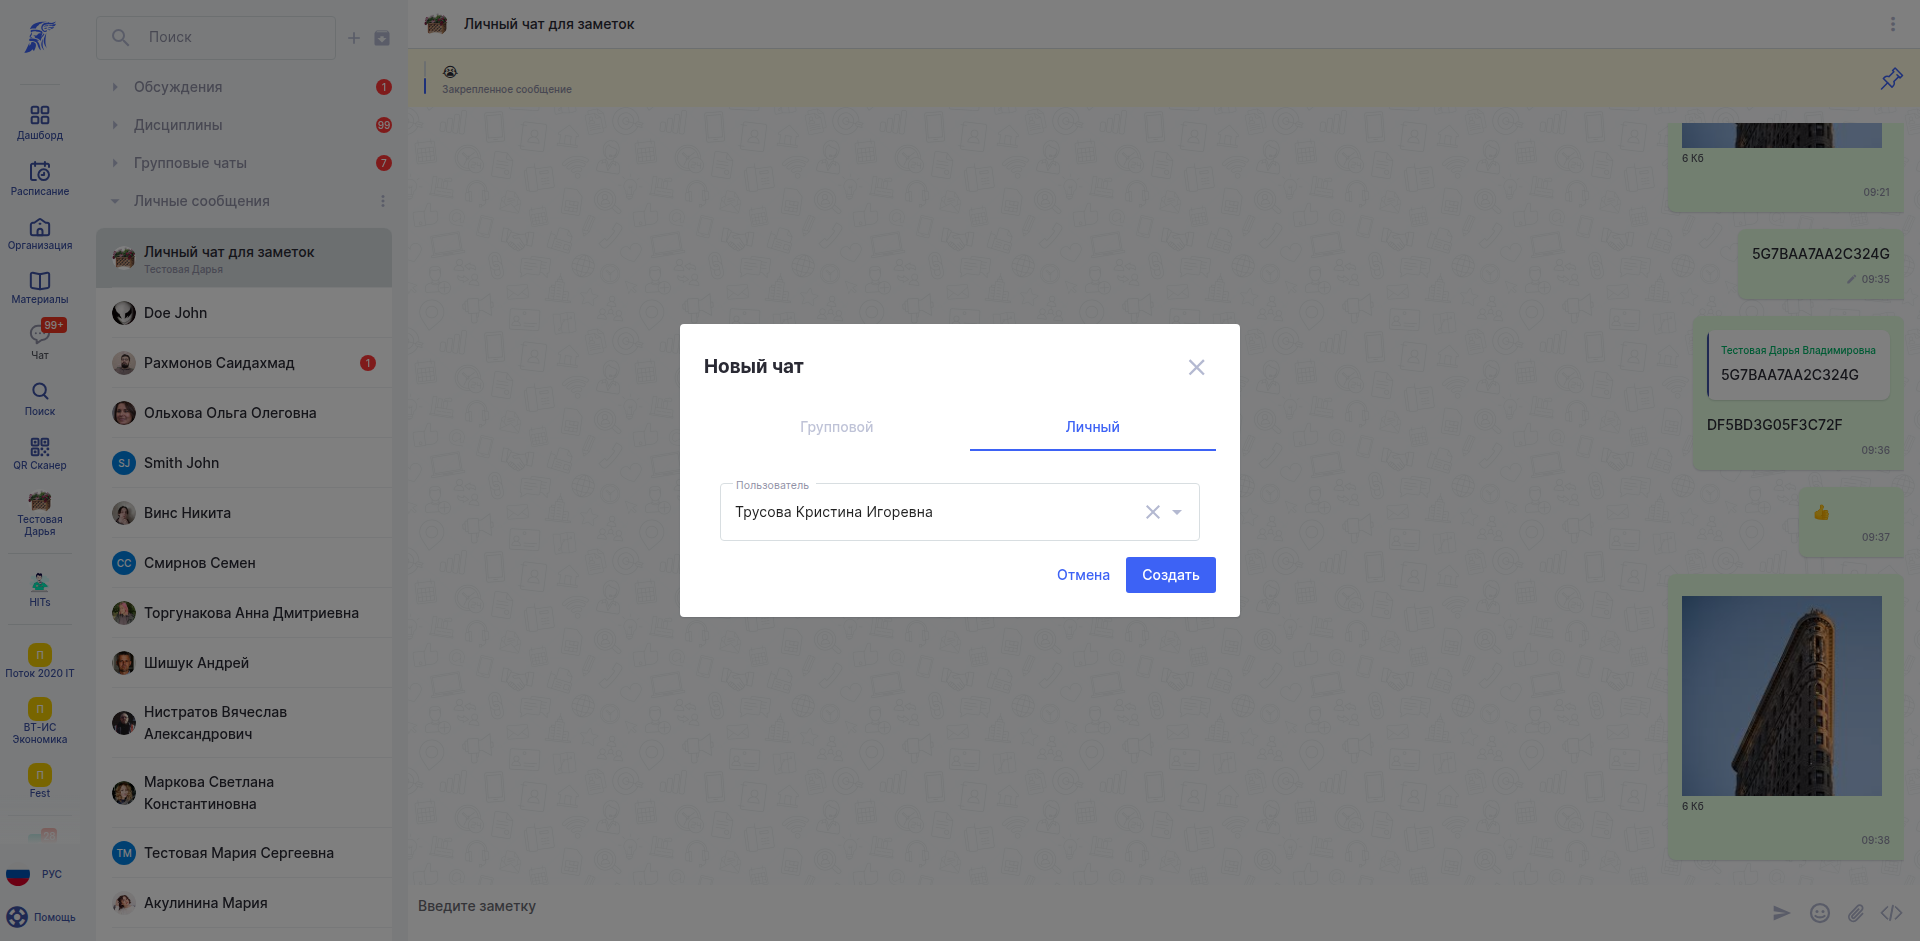 Дашборд
Расписание
Организация
Материалы
99+
Чат
Поиск
QR Сканер
Тестовая
Дарья
HITs
П
Поток 2020 IT
П
ВТ-ИС
Экономика
П
Fest
РУС
Помощь
Поиск
Обсуждения
1
Дисциплины
99
Групповые чаты
7
Личные сообщения
Личный чат для заметок
Тестовая Дарья
Doe John
Рахмонов Саидахмад
1
Ольхова Ольга Олеговна
SJ
Smith John
Винс Никита
СС
Смирнов Семен
Торгунакова Анна Дмитриевна
Шишук Андрей
Нистратов Вячеслав
Александрович
Маркова Светлана
Константиновна
ТМ
Тестовая Мария Сергеевна
Акулинина Мария
Личный чат для заметок
😭
Закрепленное сообщение
6 Кб
09:21
5G7BAA7AA2C324G
09:35
Тестовая Дарья Владимировна
5G7BAA7AA2C324G
DF5BD3G05F3C72F
09:36
👍
09:37
6 Кб
09:38
Введите заметку
Новый чат
Групповой
Личный
Пользователь
Трусова Кристина Игоревна
Отмена
Создать